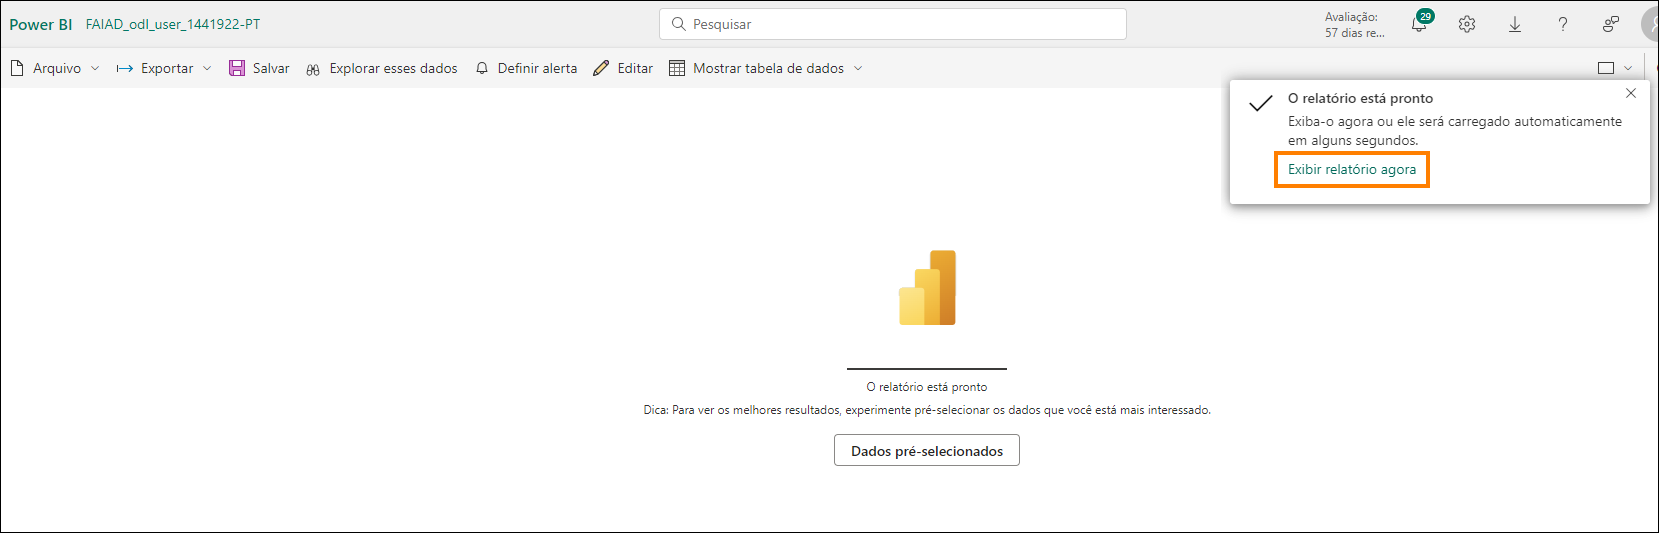 Power BI FAIAD_odl_user_1441922-PT
Pesquisar
Avaliação:
57 dias re...
29
?
Arquivo Exportar Salvar Explorar esses dados Definir alerta Editar Mostrar tabela de dados
O relatório está pronto
Exiba-o agora ou ele será carregado automaticamente
em alguns segundos.
Exibir relatório agora
O relatório está pronto
Dica: Para ver os melhores resultados, experimente pré-selecionar os dados que você está mais interessado.
Dados pré-selecionados